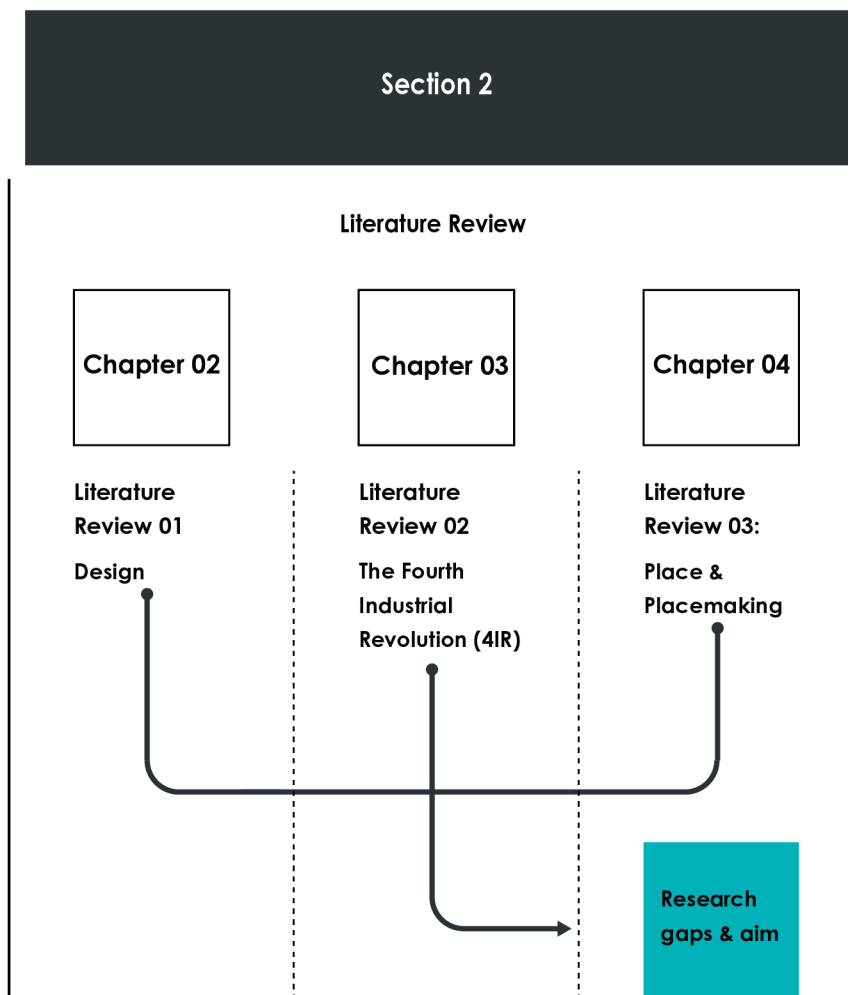 Section 2
Literature Review
Chapter 02
Chapter 03
Chapter 04
Literature
Review 01
Design
Literature
Review 02
The Fourth
Industrial
Revolution (4IR)
Literature
Review 03:
Place &
Placemaking
Research
gaps & aim